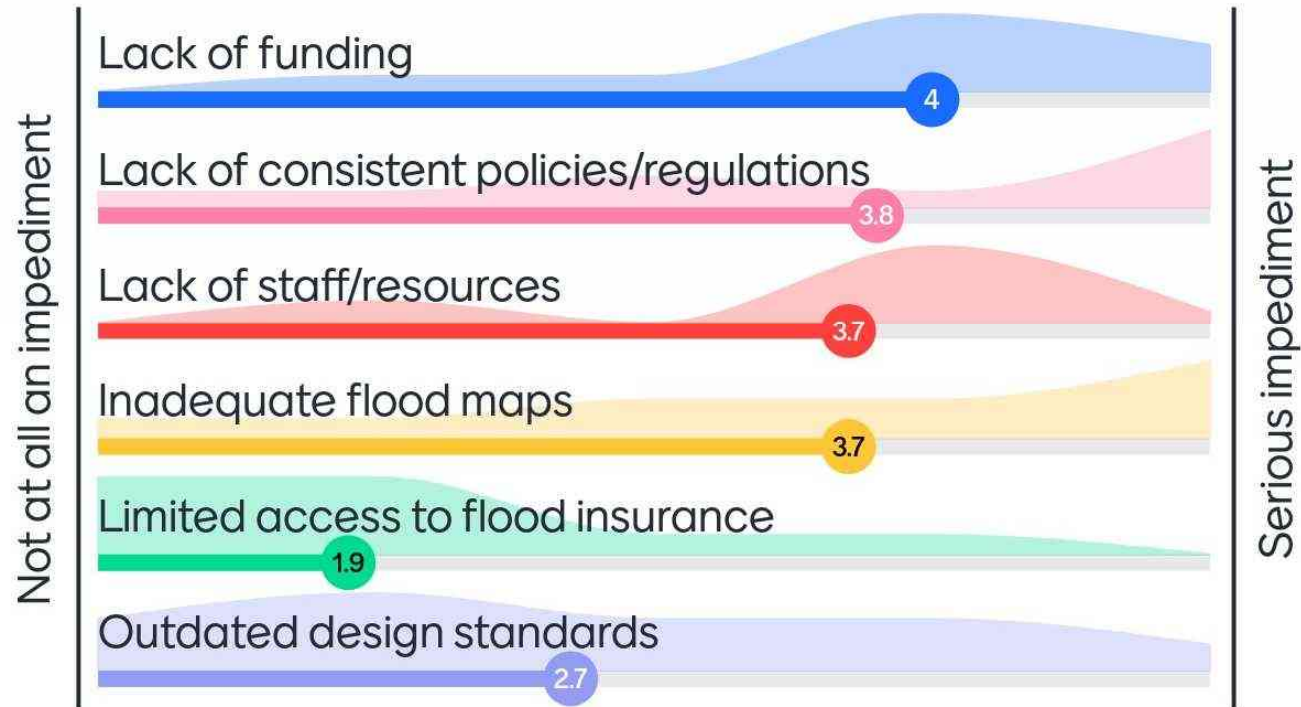 Not at all an impediment
Lack of funding
4
Lack of consistent policies/regulations
3.8
Lack of staff/resources
3.7
Inadequate flood maps
3.7
Limited access to flood insurance
1.9
Outdated design standards
2.7
Serious impediment